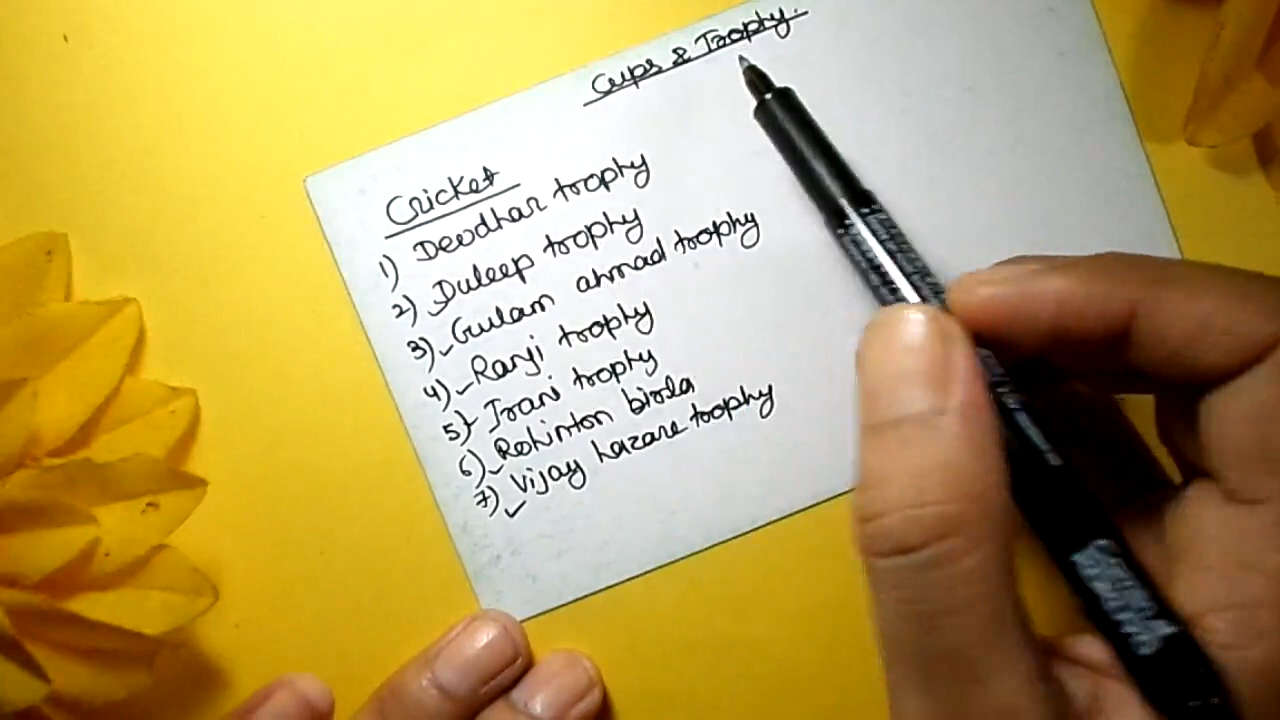 Cups & Trophy.
Cricket
1) Deodhar trophy
2) Duleep trophy
3) Gulam ahmad trophy
4) Ranji trophy
5) Irani trophy
6) Rohinton birla
7) Vijay hazare trophy